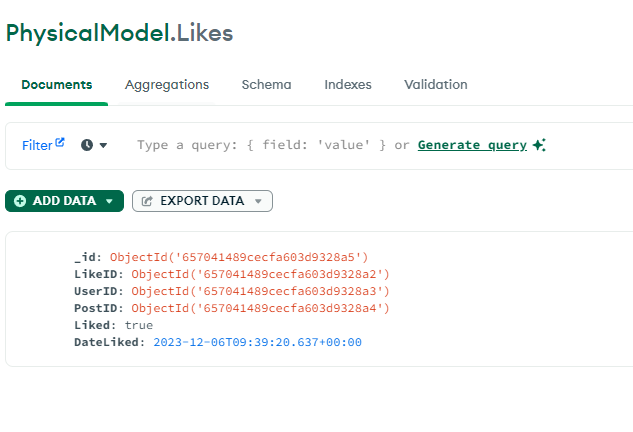 PhysicalModel.Likes
Documents Aggregations Schema Indexes Validation
Filter Type a query: { field: 'value' } or Generate query
ADD DATA EXPORT DATA
_id: ObjectId('657041489cecfa603d9328a5')
LikeID: ObjectId('657041489cecfa603d9328a2')
UserID: ObjectId('657041489cecfa603d9328a3')
PostID: ObjectId('657041489cecfa603d9328a4')
Liked: true
DateLiked: 2023-12-06T09:39:20.637+00:00